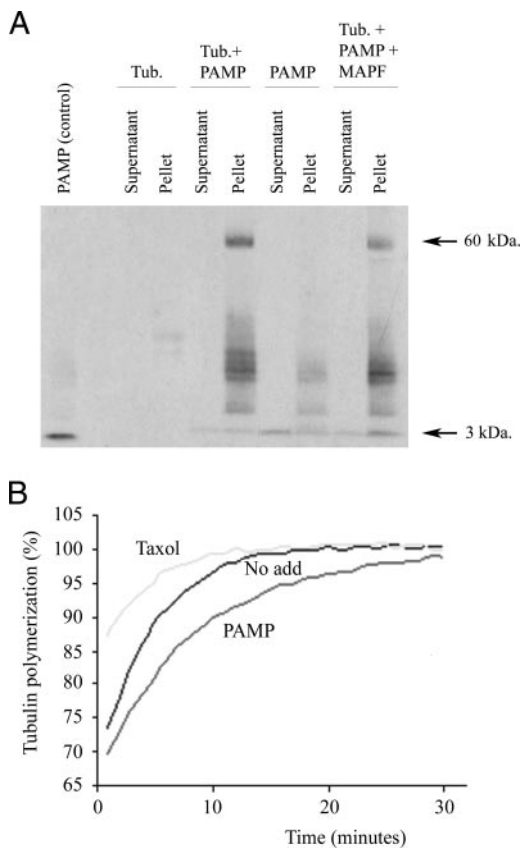 A
Tub.
Tub.+
PAMP
PAMP
Tub. +
PAMP +
MAPF
PAMP (control)
Supernatant
Pellet
Supernatant
Pellet
Supernatant
Pellet
Supernatant
Pellet
60 kDa.
3 kDa.
B
Tubulin polymerization (%)
105
100
95
90
85
80
75
70
65
Taxol
No add
PAMP
0
10
20
30
Time (minutes)